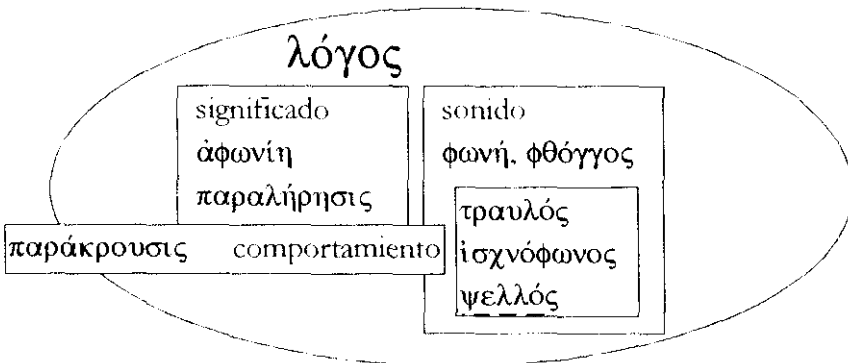 λόγος
significado
ἀφωνίη
παραλήρησις
sonido
φωνή, φθόγγος
τραυλός
ἰσχνόφωνος
ψελλός
παράκρουσις comportamiento